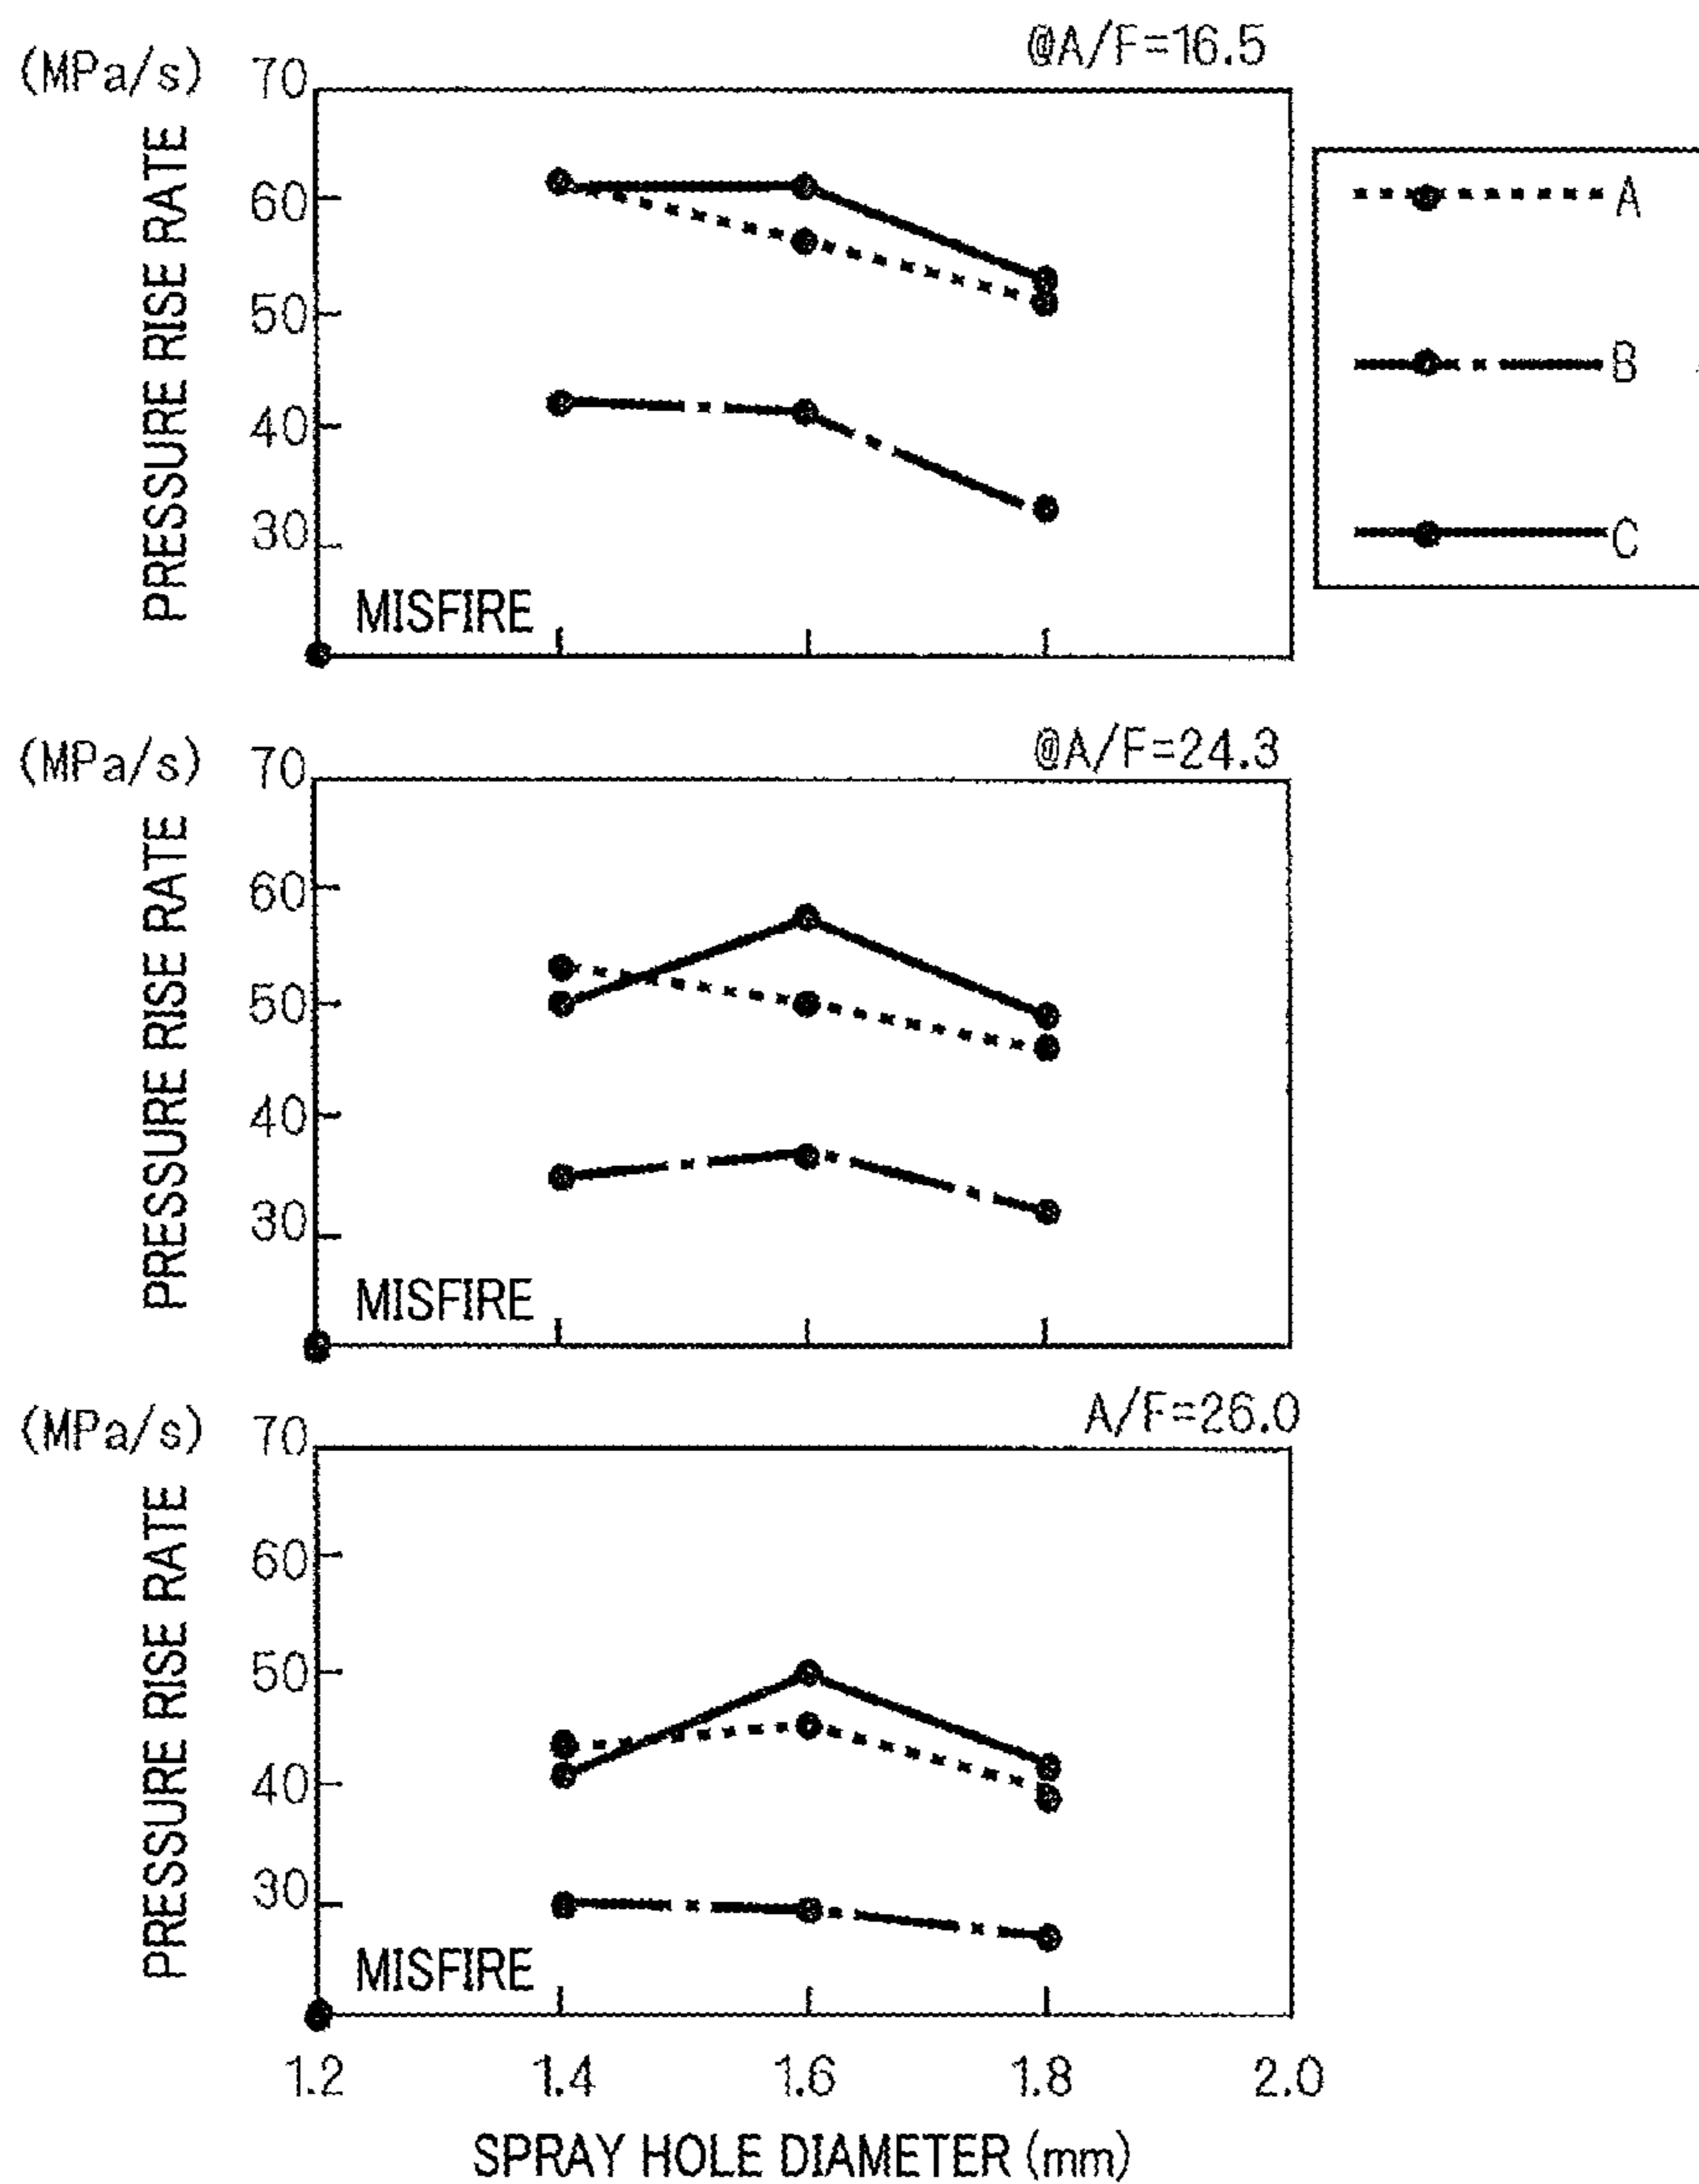 @A/F=16.5
(MPa/s)
PRESSURE RISE RATE
70
60
50
40
30
MISFIRE
A
B
C
@A/F=24.3
(MPa/s)
PRESSURE RISE RATE
70
60
50
40
30
MISFIRE
A/F=26.0
(MPa/s)
PRESSURE RISE RATE
70
60
50
40
30
MISFIRE
1.2 1.4 1.6 1.8 2.0
SPRAY HOLE DIAMETER (mm)